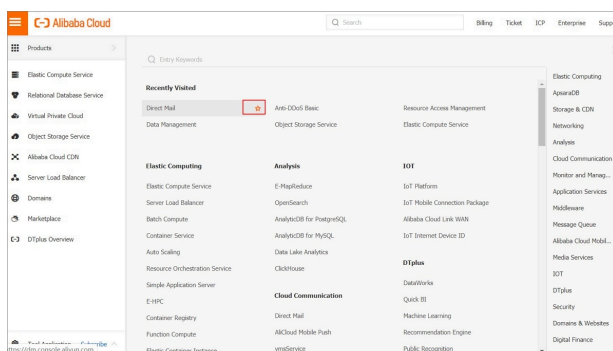 Alibaba Cloud
Search
Billing Ticket ICP Enterprise Supp
Products
Elastic Compute Service
Relational Database Service
Virtual Private Cloud
Object Storage Service
Alibaba Cloud CDN
Server Load Balancer
Domains
Marketplace
DTplus Overview
Subscribe
Entry Keywords
Recently Visited
Direct Mail Anti-DDoS Basic Resource Access Management
Data Management Object Storage Service Elastic Compute Service
Elastic Computing
Elastic Compute Service
Server Load Balancer
Batch Compute
Container Service
Auto Scaling
Resource Orchestration Service
Simple Application Server
E-HPC
Container Registry
Function Compute
Elastic Container Instance
Analysis
E-MapReduce
OpenSearch
AnalyticDB for PostgreSQL
AnalyticDB for MySQL
Data Lake Analytics
ClickHouse
Cloud Communication
Direct Mail
AliCloud Mobile Push
vmsService
IOT
IoT Platform
IoT Mobile Connection Package
Alibaba Cloud Link WAN
IoT Internet Device ID
DTplus
DataWorks
Quick BI
Machine Learning
Recommendation Engine
Public Recognition
Elastic Computing
ApsaraDB
Storage & CDN
Networking
Analysis
Cloud Communication
Monitor and Manag...
Application Services
Middleware
Message Queue
Alibaba Cloud Mobil...
Media Services
IOT
DTplus
Security
Domains & Websites
Digital Finance